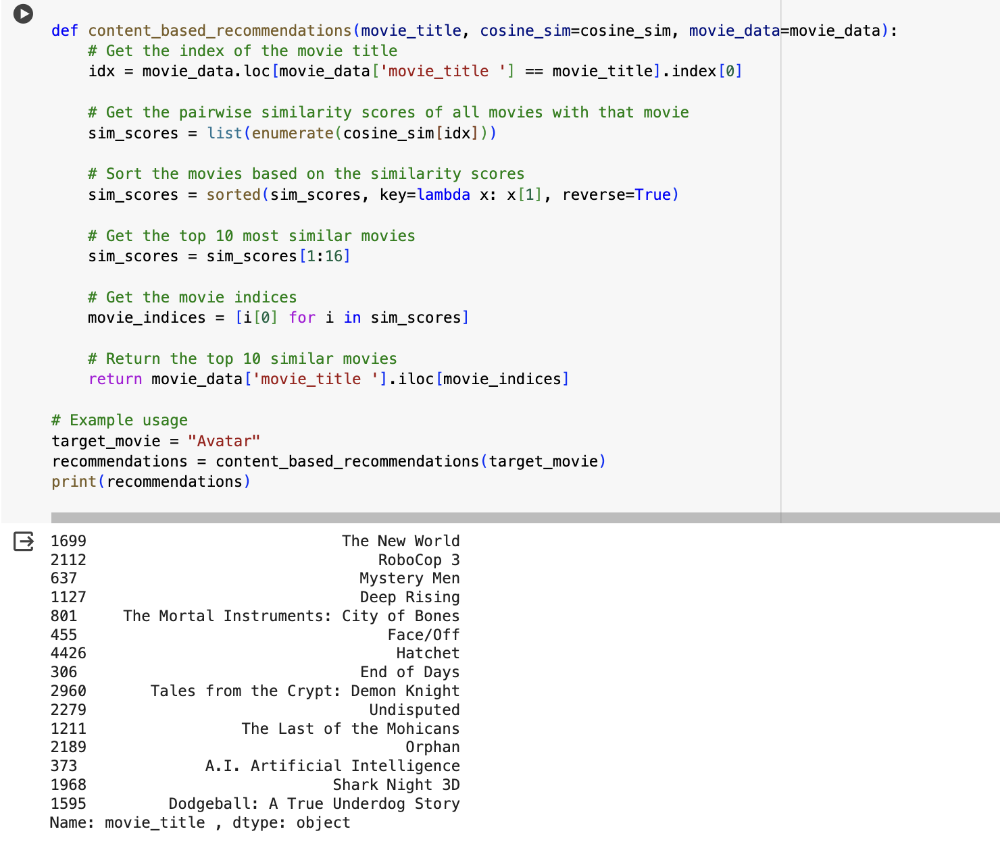 def content_based_recommendations(movie_title, cosine_sim=cosine_sim, movie_data=movie_data):
    # Get the index of the movie title
    idx = movie_data.loc[movie_data['movie_title '] == movie_title].index[0]

    # Get the pairwise similarity scores of all movies with that movie
    sim_scores = list(enumerate(cosine_sim[idx]))

    # Sort the movies based on the similarity scores
    sim_scores = sorted(sim_scores, key=lambda x: x[1], reverse=True)

    # Get the top 10 most similar movies
    sim_scores = sim_scores[1:16]

    # Get the movie indices
    movie_indices = [i[0] for i in sim_scores]

    # Return the top 10 similar movies
    return movie_data['movie_title '].iloc[movie_indices]

# Example usage
target_movie = "Avatar"
recommendations = content_based_recommendations(target_movie)
print(recommendations)

1699                            The New World
2112                                RoboCop 3
637                               Mystery Men
1127                              Deep Rising
801     The Mortal Instruments: City of Bones
455                                  Face/Off
4426                                  Hatchet
306                               End of Days
2960       Tales from the Crypt: Demon Knight
2279                               Undisputed
1211                 The Last of the Mohicans
2189                                   Orphan
373              A.I. Artificial Intelligence
1968                           Shark Night 3D
1595         Dodgeball: A True Underdog Story
Name: movie_title , dtype: object